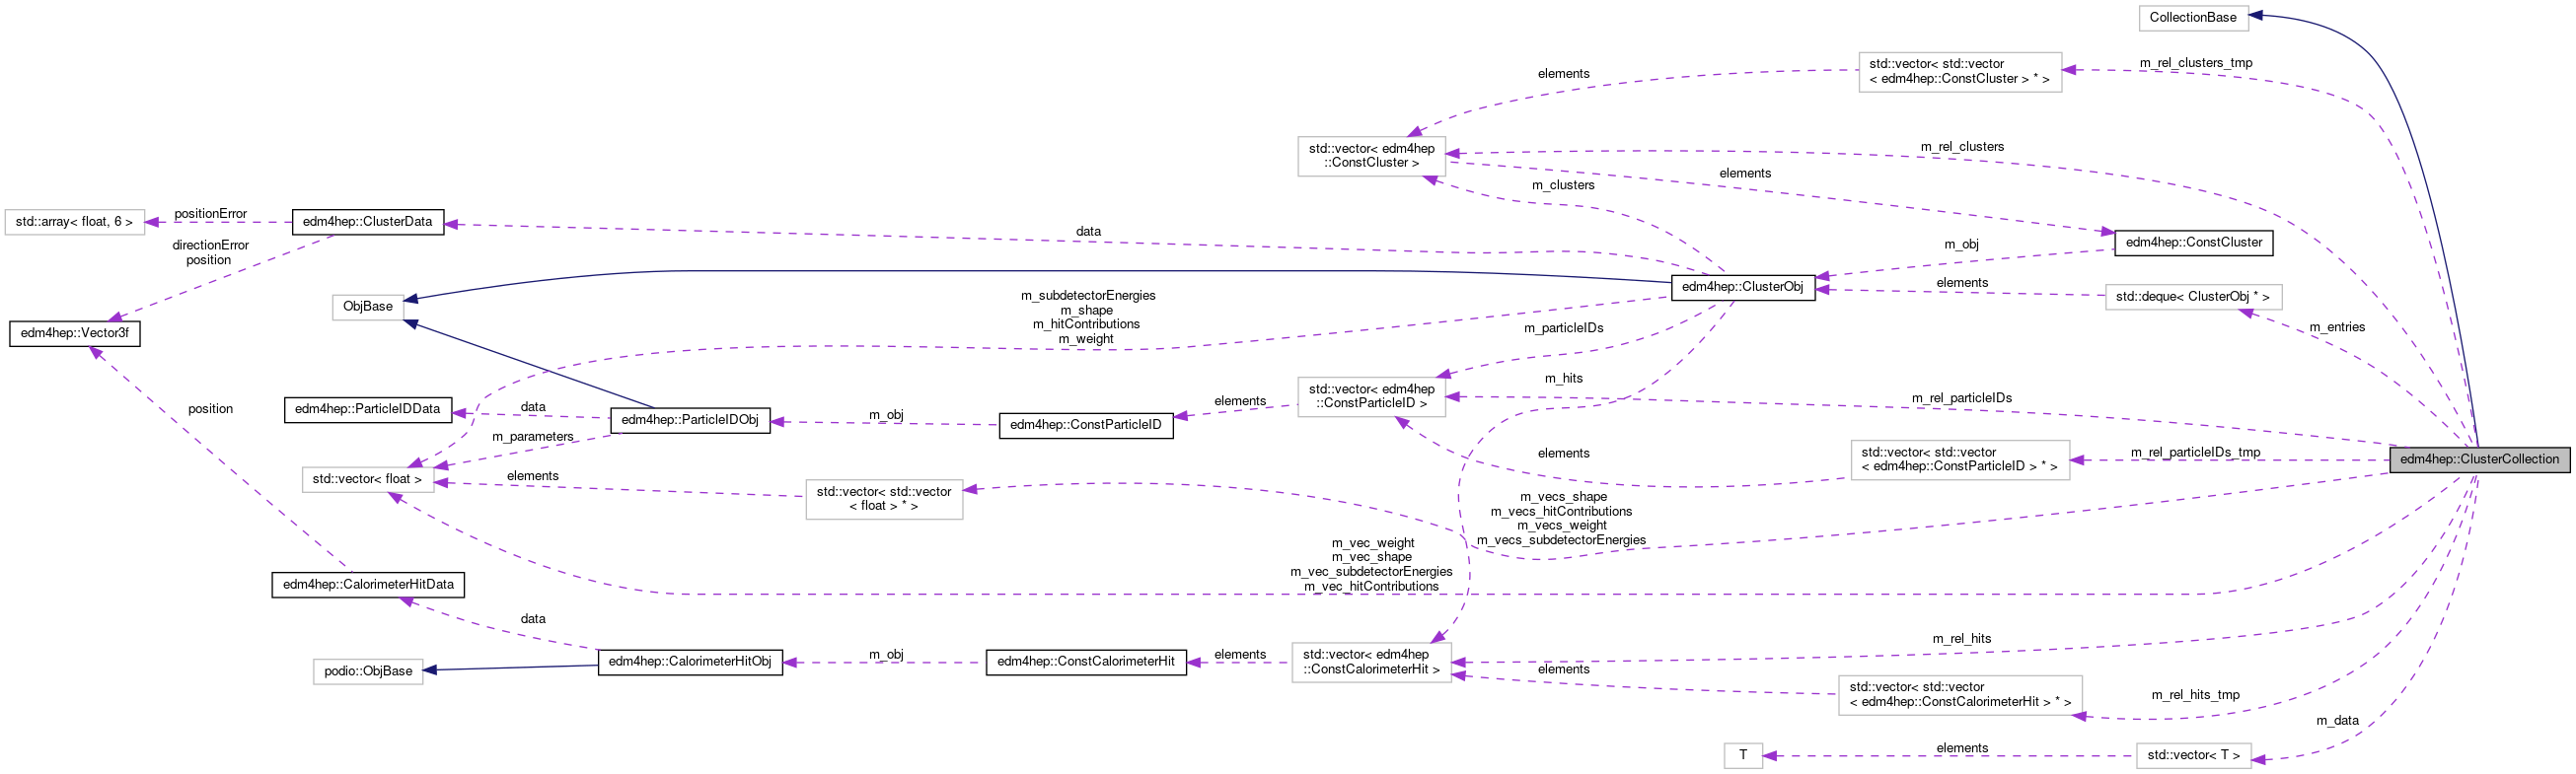 CollectionBase
std::vector< std::vector
< edm4hep::ConstCluster > * >
m_rel_clusters_tmp
elements
std::vector< edm4hep
::ConstCluster >
m_rel_clusters
elements
m_clusters
std::array< float, 6 >
positionError
edm4hep::ClusterData
data
edm4hep::ConstCluster
m_obj
directionError
position
ObjBase
edm4hep::ClusterObj
elements
std::deque< ClusterObj * >
m_entries
edm4hep::Vector3f
m_subdetectorEnergies
m_shape
m_hitContributions
m_weight
m_particleIDs
m_hits
position
edm4hep::ParticleIDData
data
edm4hep::ParticleIDObj
m_obj
edm4hep::ConstParticleID
elements
std::vector< edm4hep
::ConstParticleID >
m_rel_particleIDs
m_parameters
elements
std::vector< std::vector
< edm4hep::ConstParticleID > * >
m_rel_particleIDs_tmp
edm4hep::ClusterCollection
std::vector< float >
elements
std::vector< std::vector
< float > * >
m_vecs_shape
m_vecs_hitContributions
m_vecs_weight
m_vecs_subdetectorEnergies
m_vec_weight
m_vec_shape
m_vec_subdetectorEnergies
m_vec_hitContributions
edm4hep::CalorimeterHitData
data
podio::ObjBase
edm4hep::CalorimeterHitObj
m_obj
edm4hep::ConstCalorimeterHit
elements
std::vector< edm4hep
::ConstCalorimeterHit >
m_rel_hits
elements
std::vector< std::vector
< edm4hep::ConstCalorimeterHit > * >
m_rel_hits_tmp
m_data
T
elements
std::vector< T >